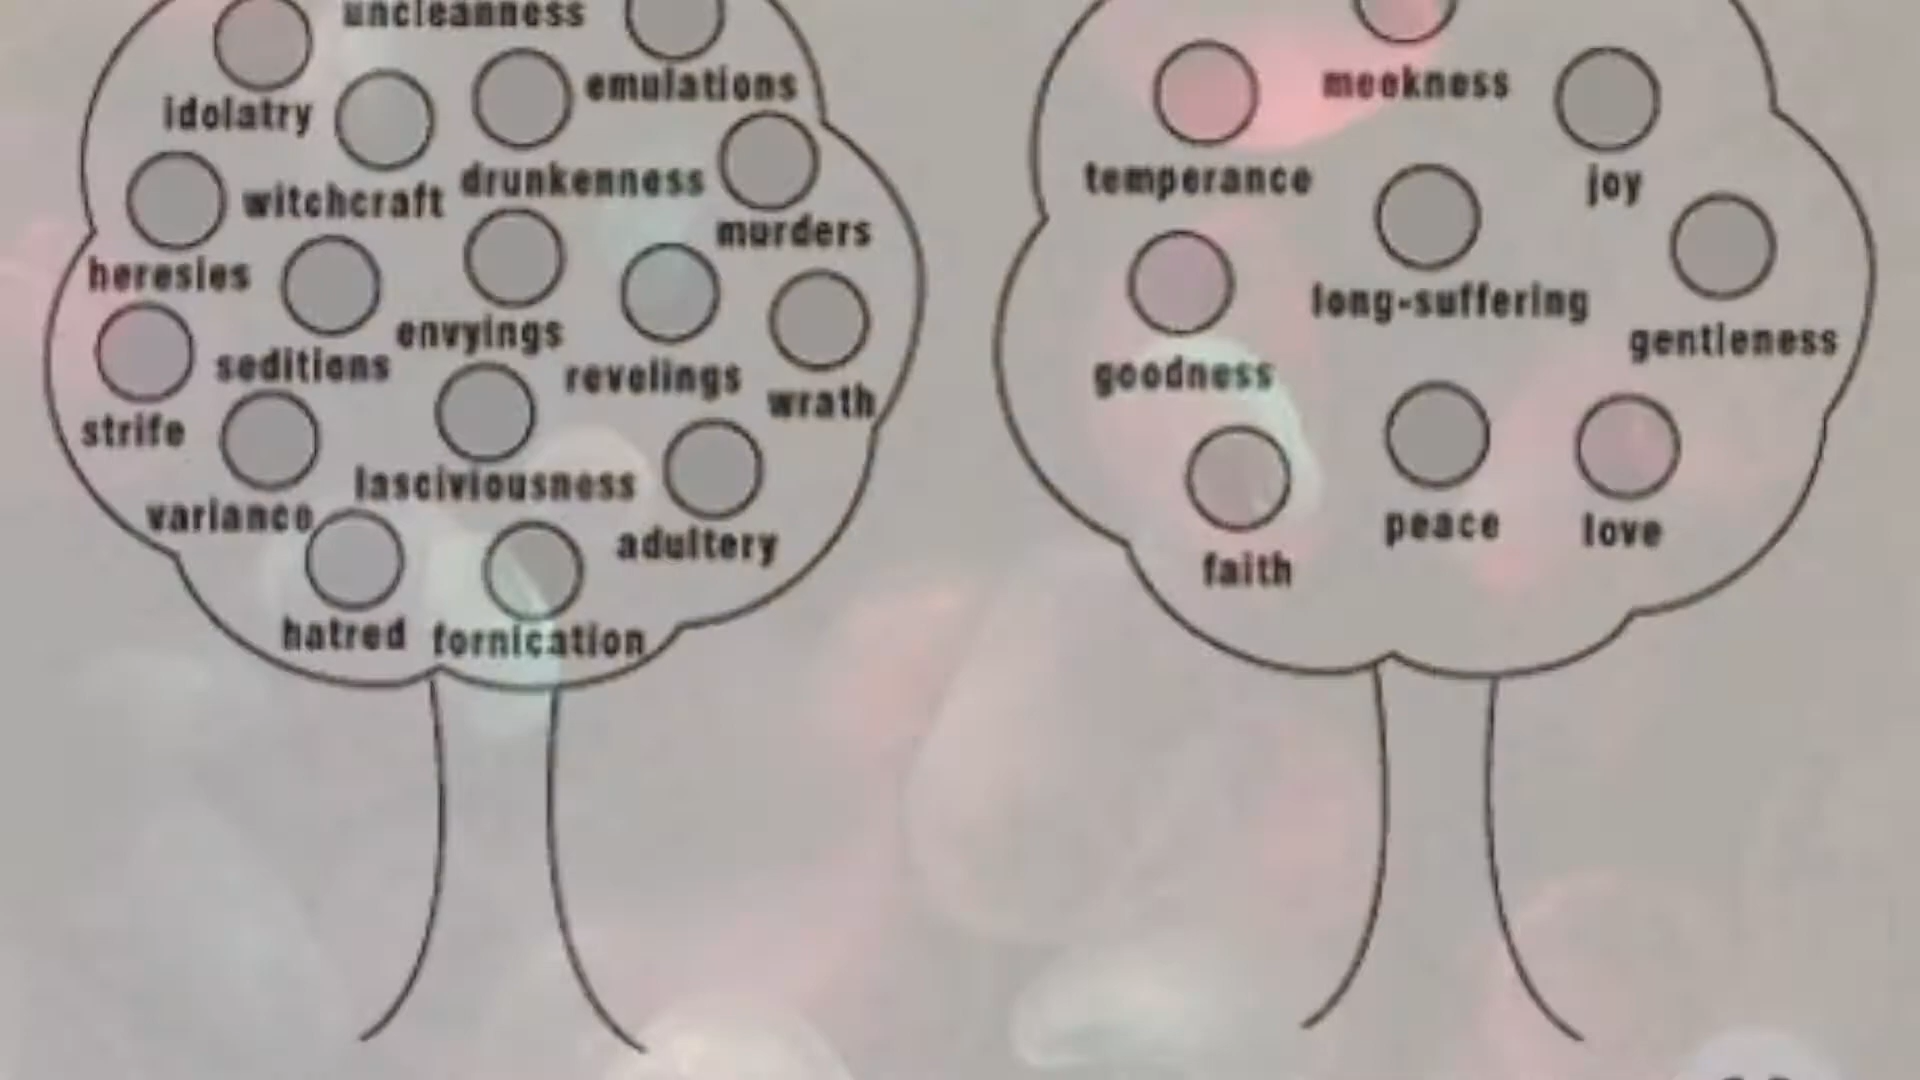 uncleanness
idolatry
emulations
witchcraft
drunkenness
murders
heresies
seditions
envyings
revelings
wrath
strife
variance
lasciviousness
adultery
hatred
fornication
meekness
temperance
joy
long-suffering
gentleness
goodness
peace
love
faith